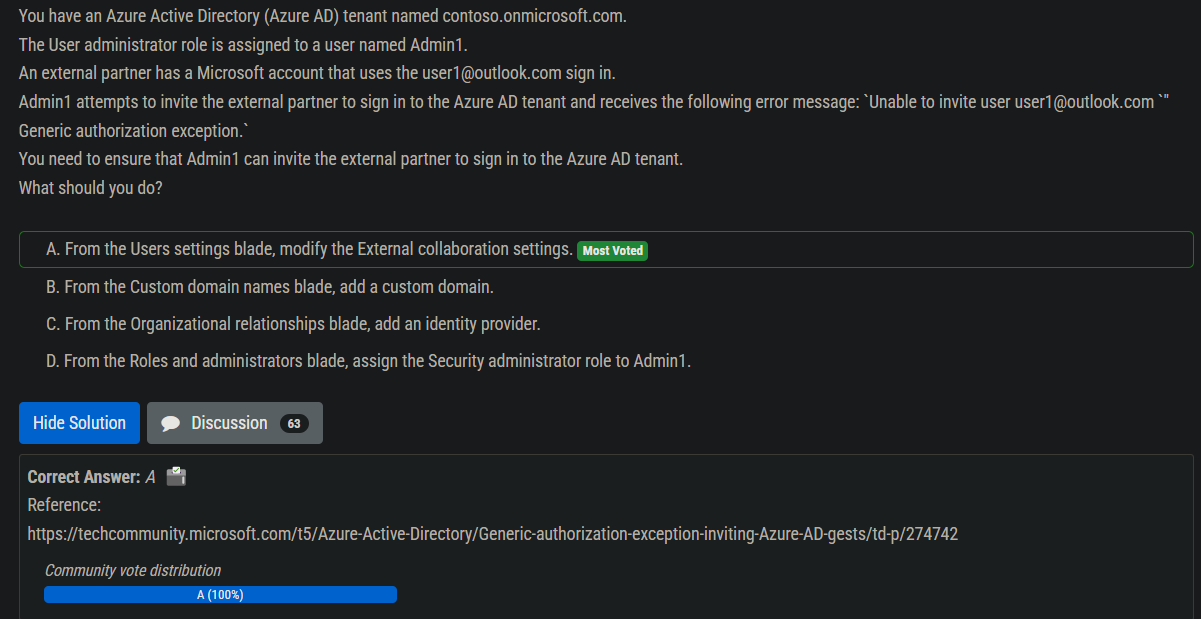 You have an Azure Active Directory (Azure AD) tenant named contoso.onmicrosoft.com.
The User administrator role is assigned to a user named Admin1.
An external partner has a Microsoft account that uses the user1@outlook.com sign in.
Admin1 attempts to invite the external partner to sign in to the Azure AD tenant and receives the following error message: `Unable to invite user user1@outlook.com `"
Generic authorization exception.`
You need to ensure that Admin1 can invite the external partner to sign in to the Azure AD tenant.
What should you do?
A. From the Users settings blade, modify the External collaboration settings. Most Voted
B. From the Custom domain names blade, add a custom domain.
C. From the Organizational relationships blade, add an identity provider.
D. From the Roles and administrators blade, assign the Security administrator role to Admin1.
Hide Solution Discussion 63
Correct Answer: A
Reference:
https://techcommunity.microsoft.com/t5/Azure-Active-Directory/Generic-authorization-exception-inviting-Azure-AD-gests/td-p/274742
Community vote distribution
A (100%)